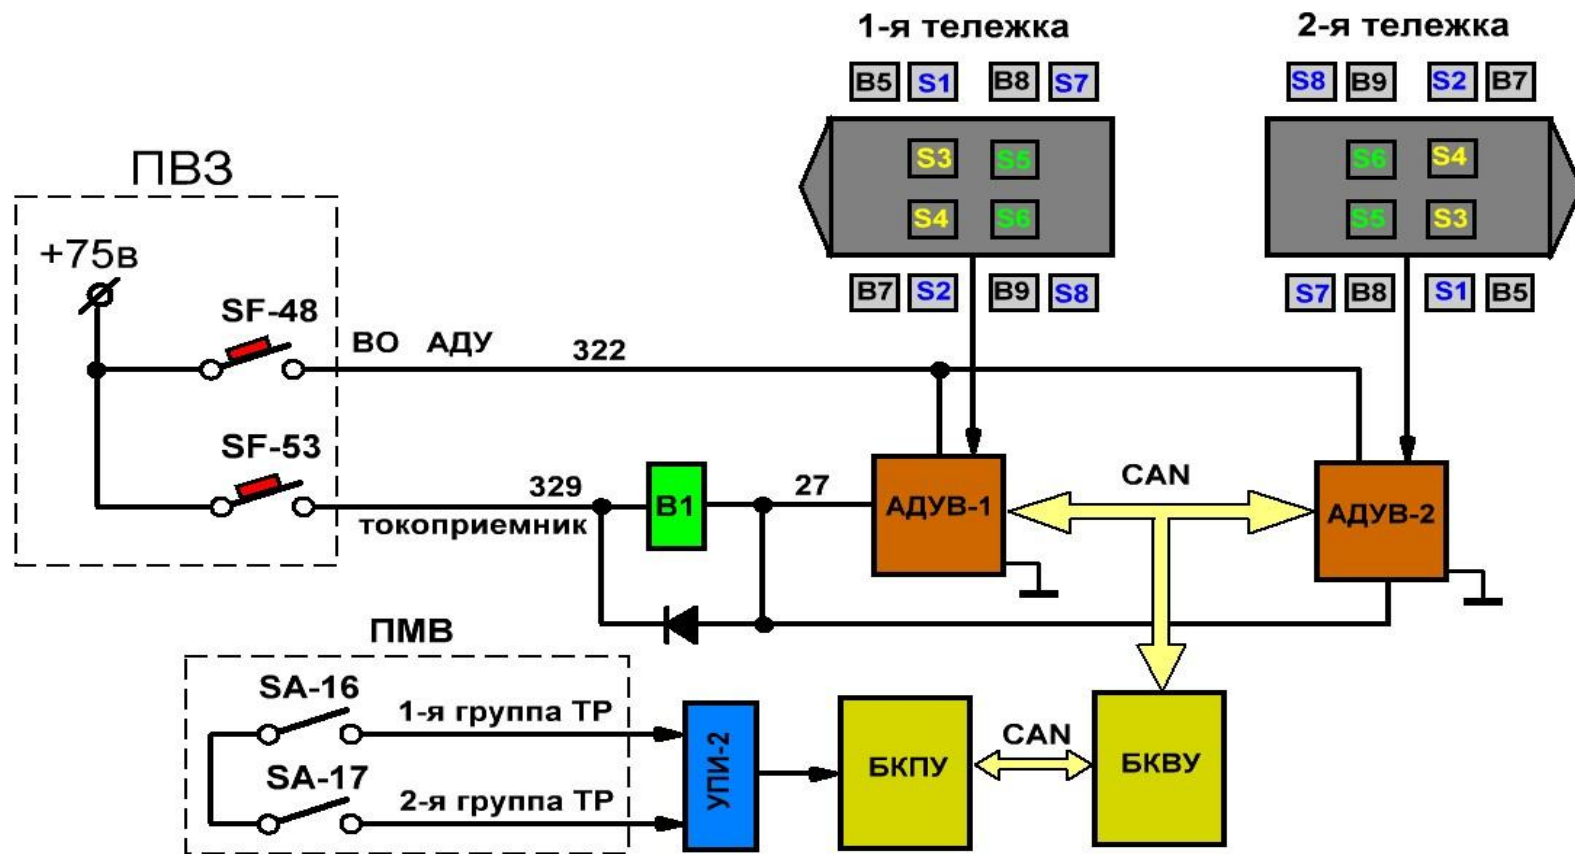 1-я тележка
2-я тележка
B5 S1 B8 S7
S8 B9 S2 B7
S3 S5
S6 S4
S4 S6
S5 S3
B7 S2 B9 S8
S7 B8 S1 B5
ПВЗ
+75в
SF-48
ВО АДУ 322
SF-53
329
токоприемник
В1
27
АДУВ-1
CAN
АДУВ-2
ПМВ
SA-16
1-я группа ТР
SA-17
2-я группа ТР
УПИ-2
БКПУ
CAN
БКВУ